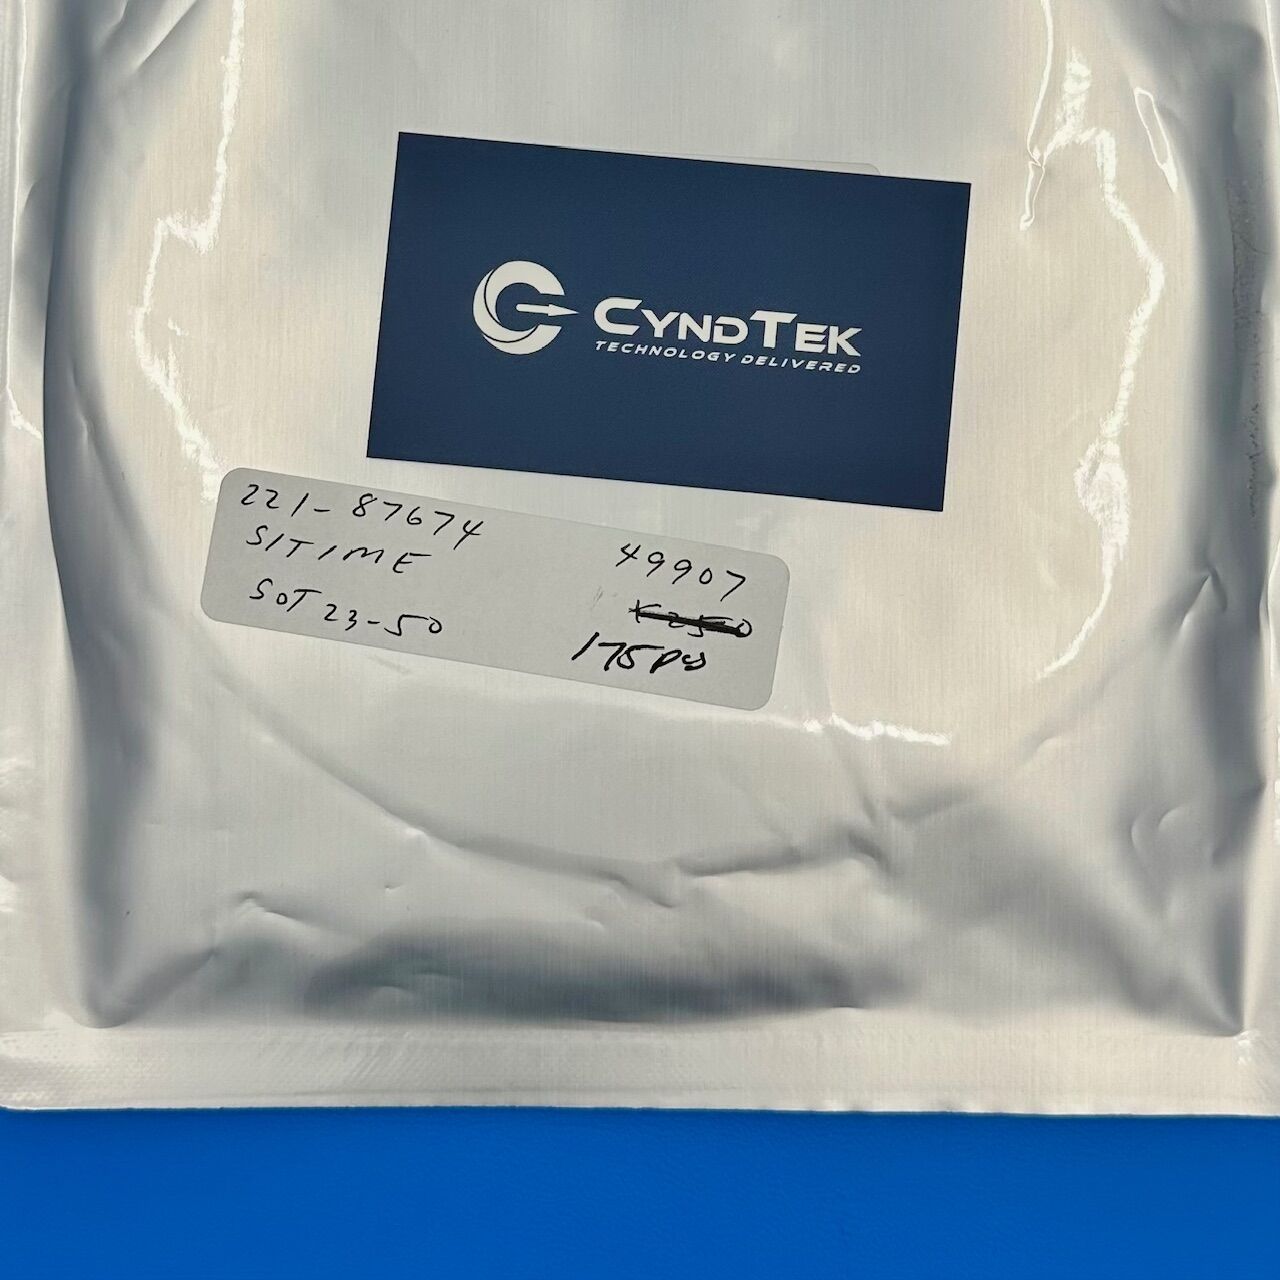 CYNDTEK
TECHNOLOGY DELIVERED
221-87674
SITIME
SOT23-50
49907
175pcs